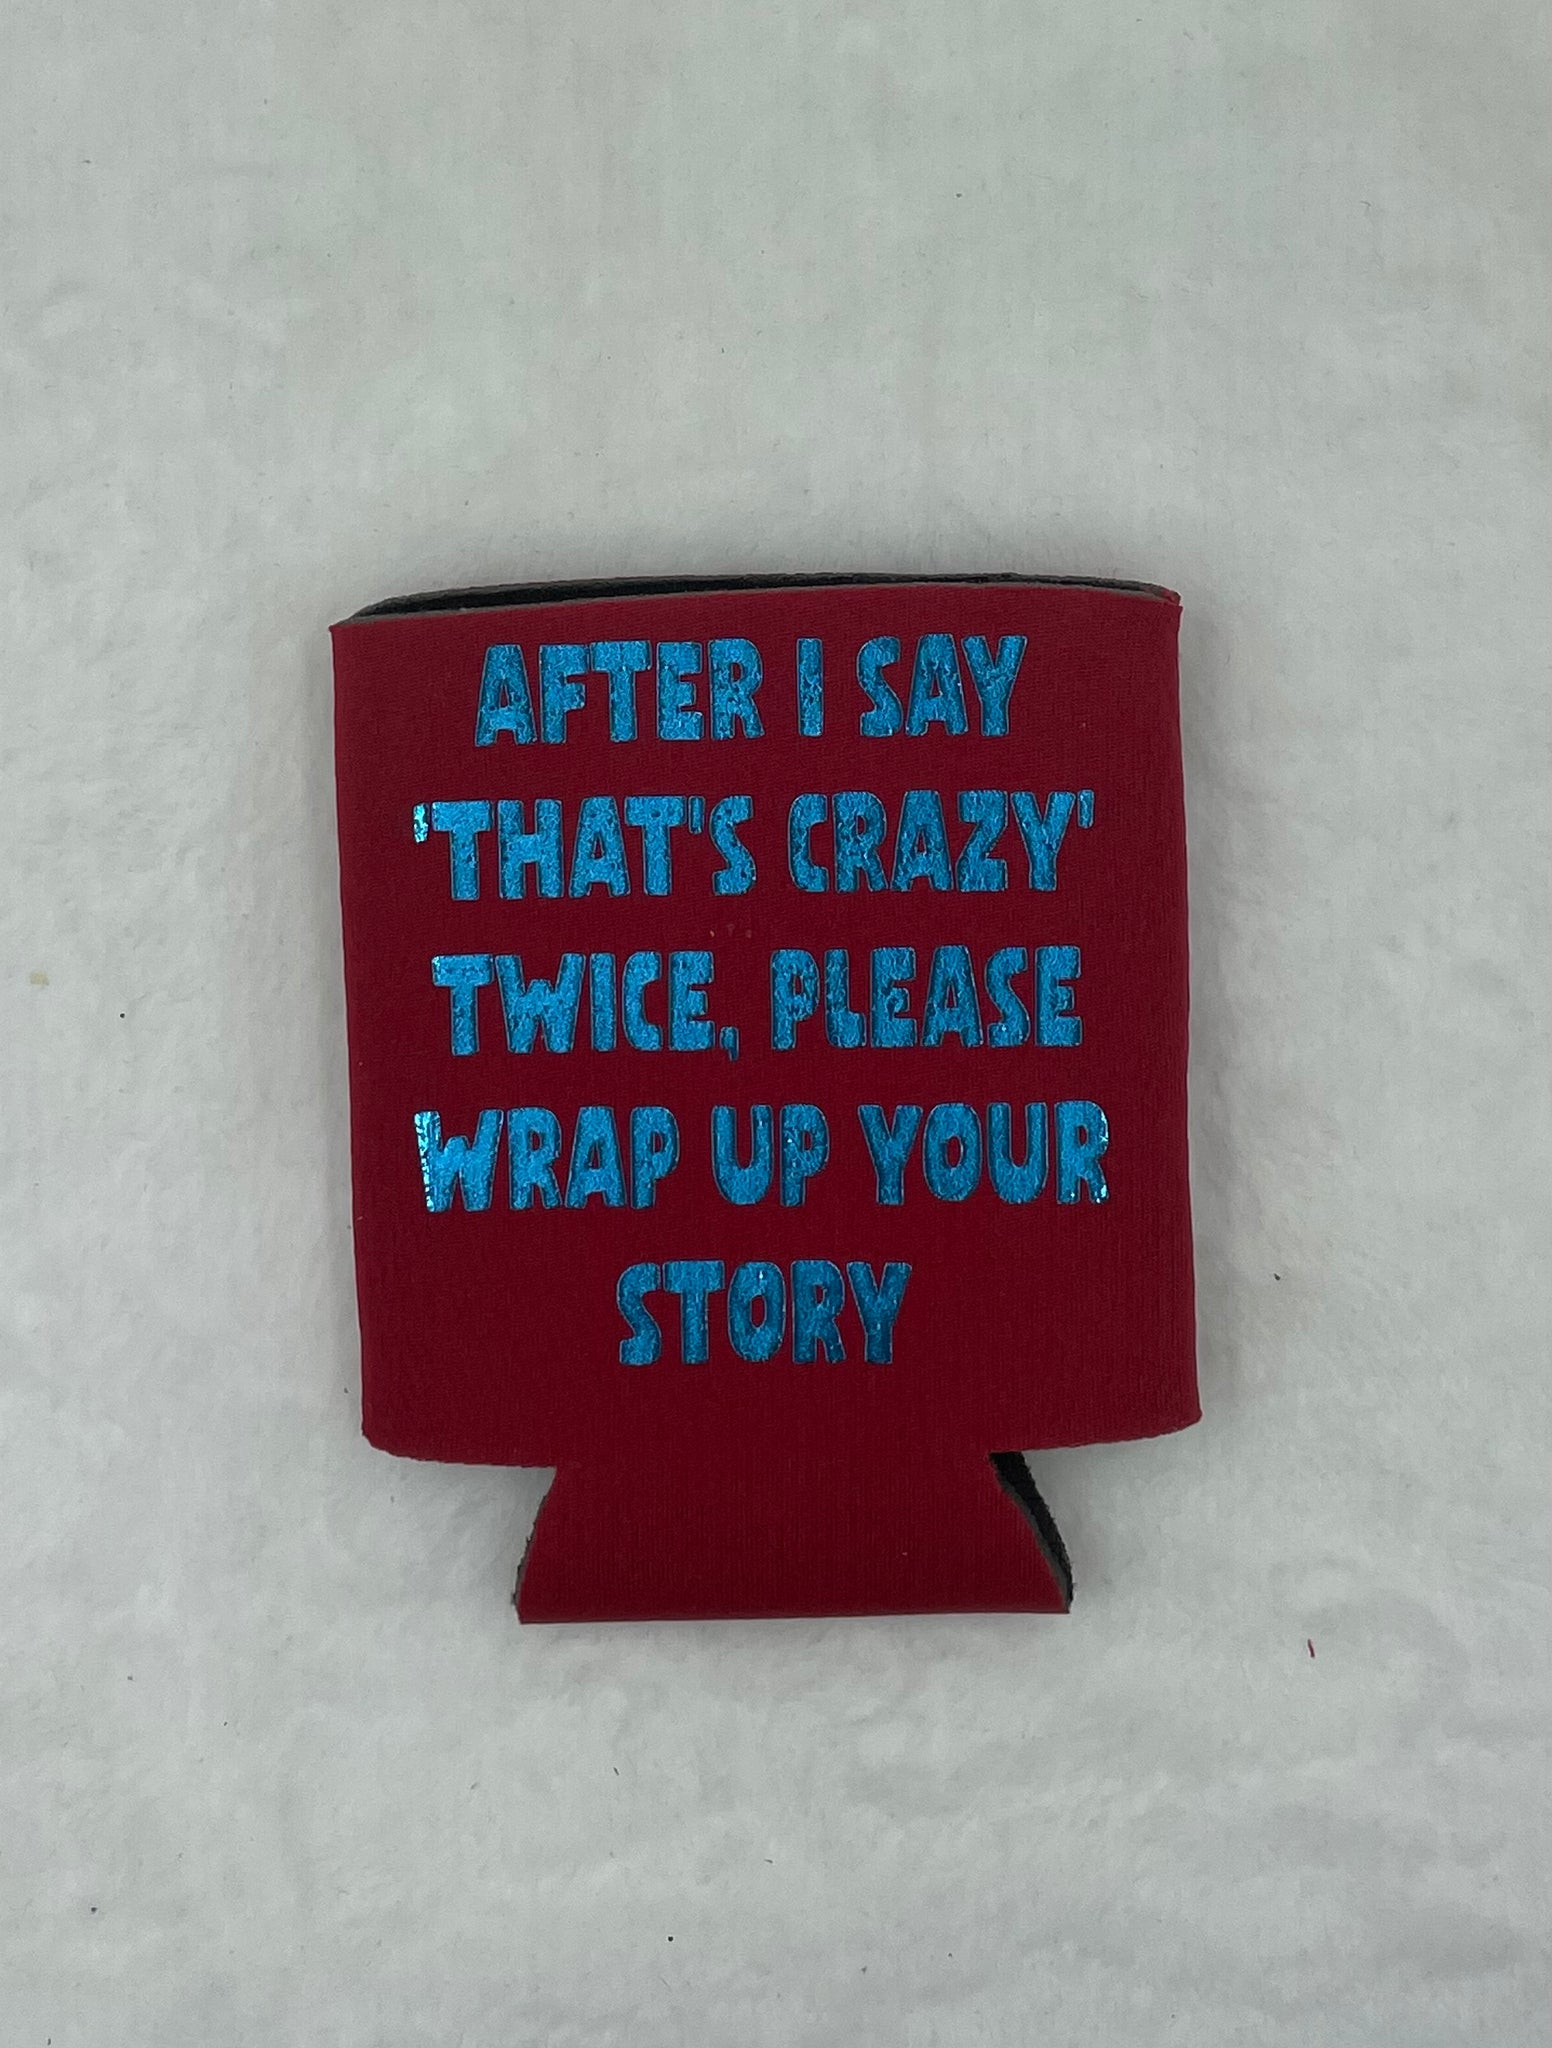 AFTER I SAY
'THAT'S CRAZY'
TWICE, PLEASE
WRAP UP YOUR
STORY